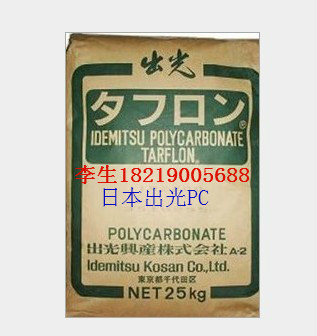 出光
タフロン®
IDEMITSU POLYCARBONATE
TARFLON®
李生18219005688
日本出光PC
POLYCARBONATE
出光興産株式会社 A-2
Idemitsu Kosan Co.,Ltd.
東京都千代田区
NET 25kg